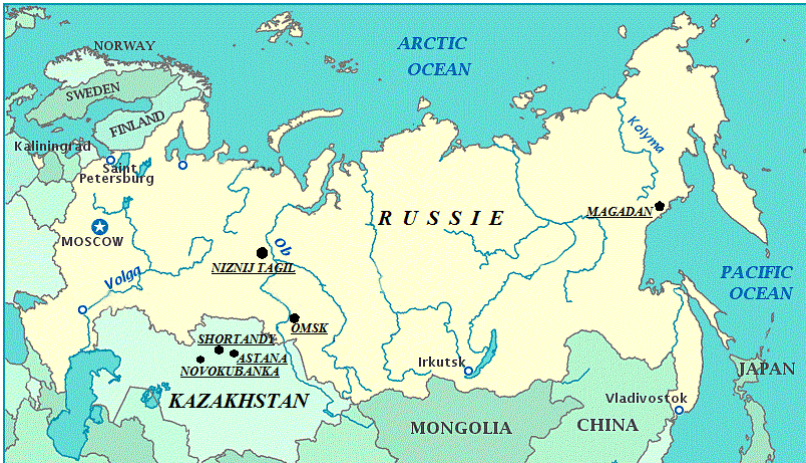 NORWAY
ARCTIC
OCEAN
SWEDEN
FINLAND
Kaliningrad
Saint
Petersburg
Kolyma
RUSSIE
MAGADAN
MOSCOW
Ob
NIZNIJ TAGIL
Volga
PACIFIC
OCEAN
OMSK
SHORTANDY
ASTANA
NOVOKUBANKA
Irkutsk
JAPAN
KAZAKHSTAN
Vladivostok
MONGOLIA
CHINA